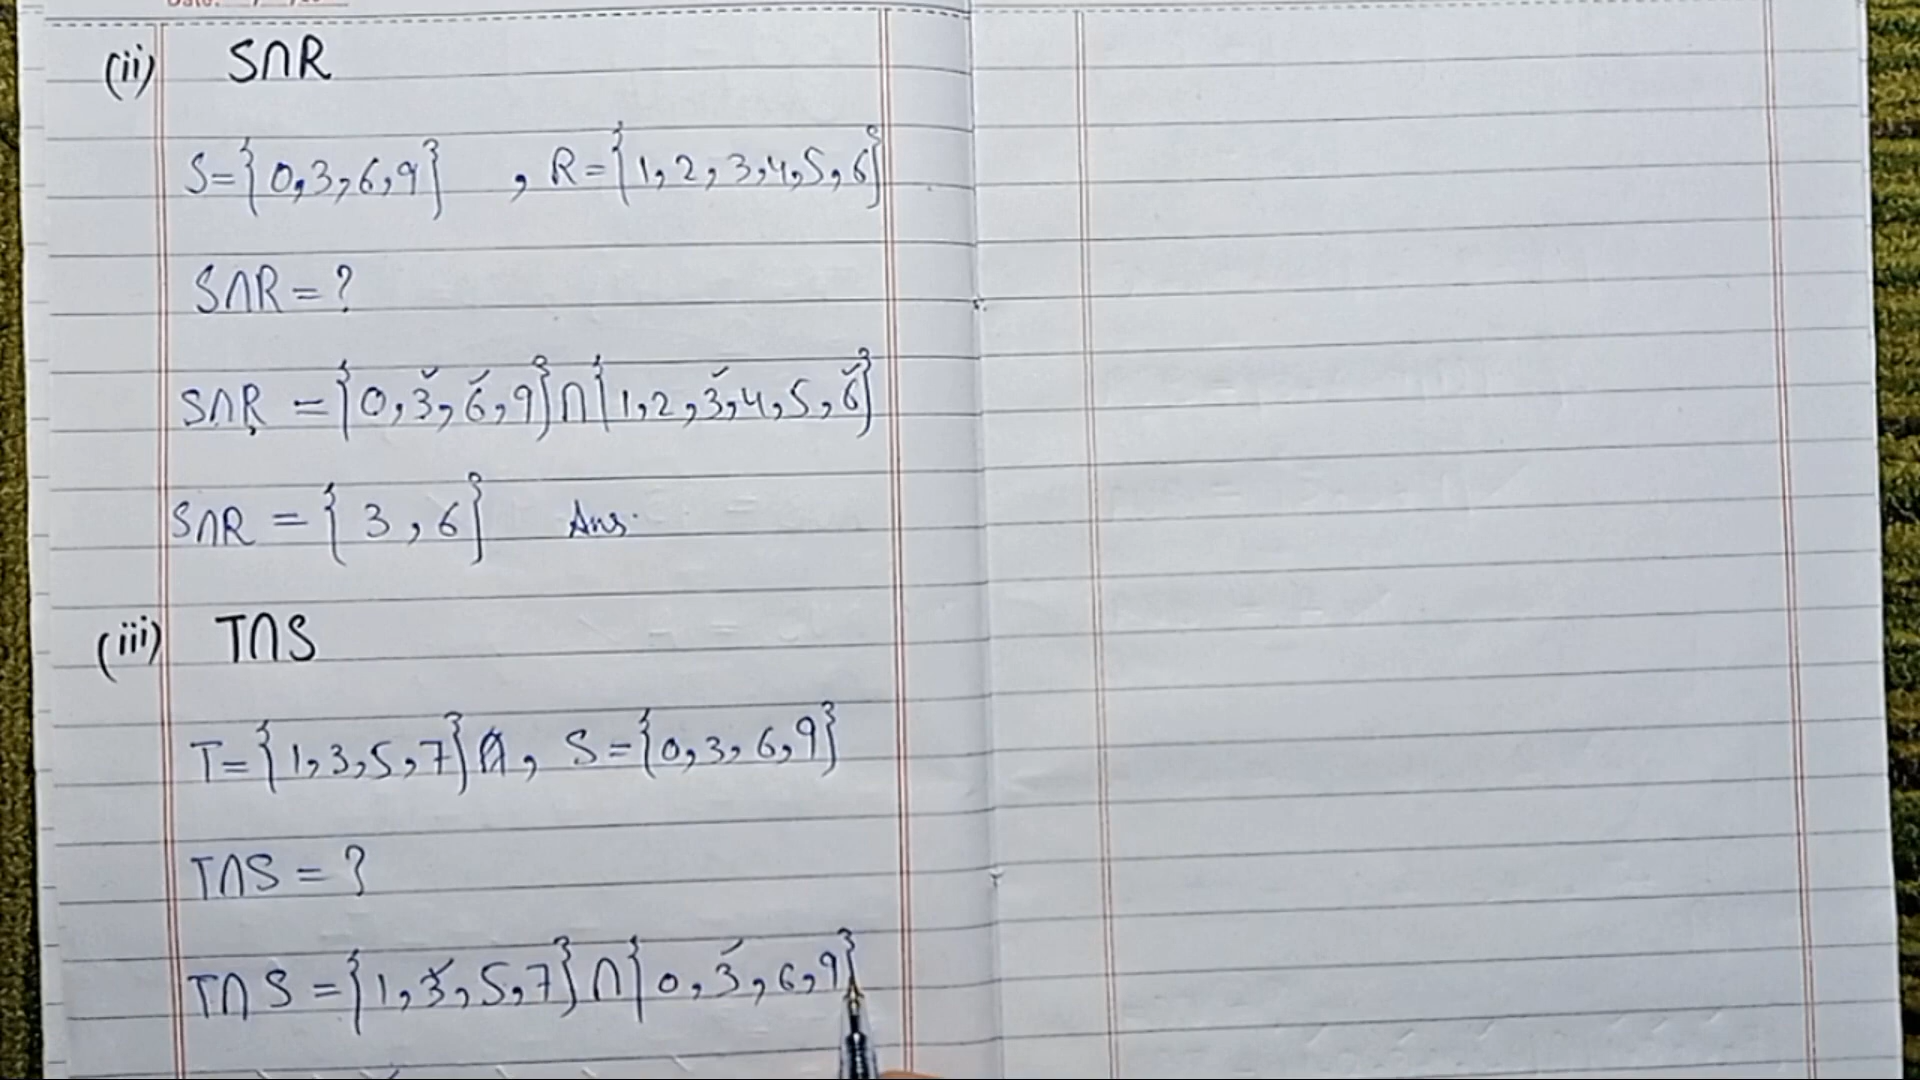 (ii) S∩R
S={0,3,6,9} , R={1,2,3,4,5,6}
S∩R=?
S∩R={0,3,6,9}∩{1,2,3,4,5,6}
S∩R={3,6} Ans.
(iii) T∩S
T={1,3,5,7}, S={0,3,6,9}
T∩S=?
T∩S={1,3,5,7}∩{0,3,6,9}